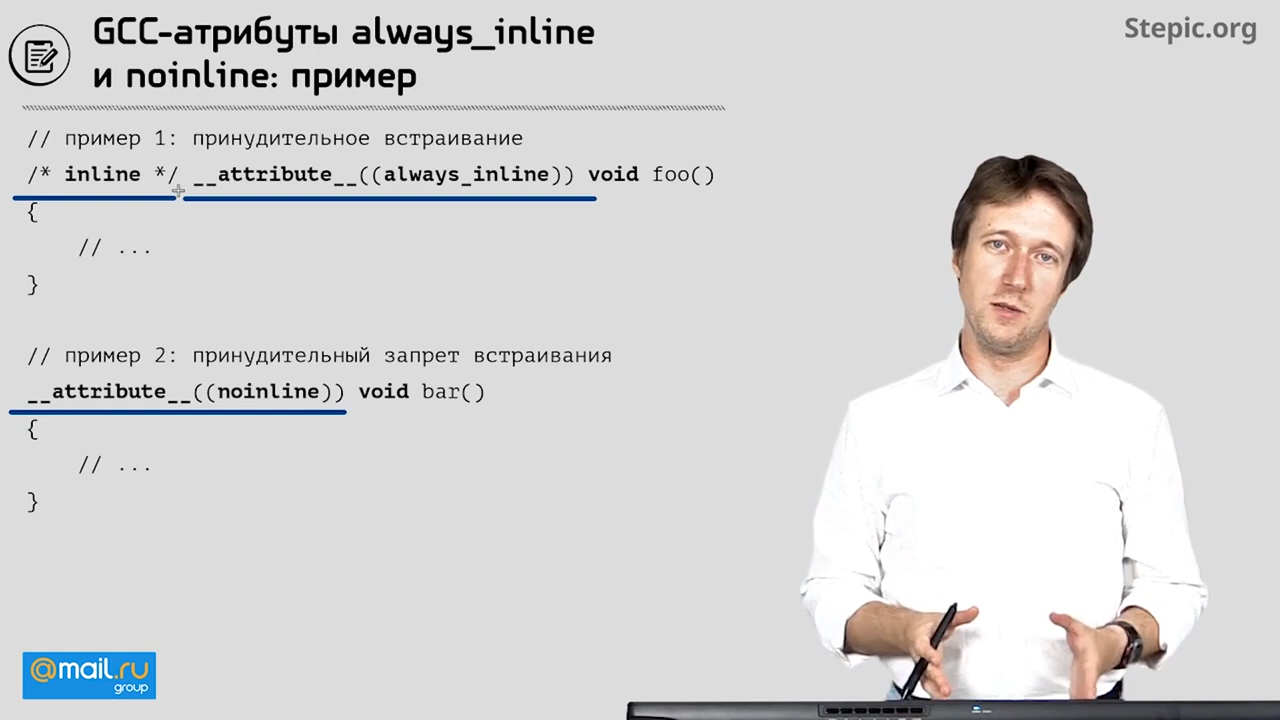 GCC-атрибуты always_inline
и noinline: пример
Stepic.org
// пример 1: принудительное встраивание
/* inline */ __attribute__((always_inline)) void foo()
{
// ...
}
// пример 2: принудительный запрет встраивания
__attribute__((noinline)) void bar()
{
// ...
}
@mail.ru
group